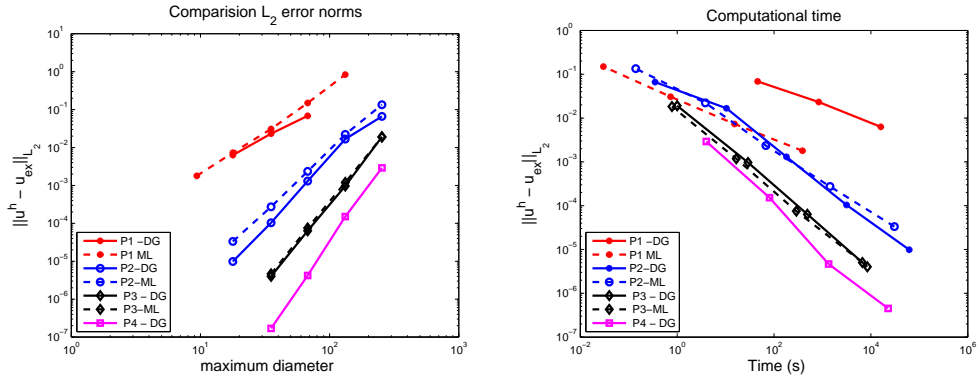 Comparision L2 error norms
10^2
10^1
10^0
10^-1
10^-2
10^-3
10^-4
10^-5
10^-6
10^-7
||u^h − u_ex||_L2
P1 −DG
P1 ML
P2−DG
P2−ML
P3 − DG
P3−ML
P4 − DG
10^0
10^1
10^2
10^3
maximum diameter
Computational time
10^0
10^-1
10^-2
10^-3
10^-4
10^-5
10^-6
10^-7
||u^h − u_ex||_L2
P1 −DG
P1 ML
P2−DG
P2−ML
P3 − DG
P3−ML
P4 − DG
10^-2
10^0
10^2
10^4
10^6
Time (s)